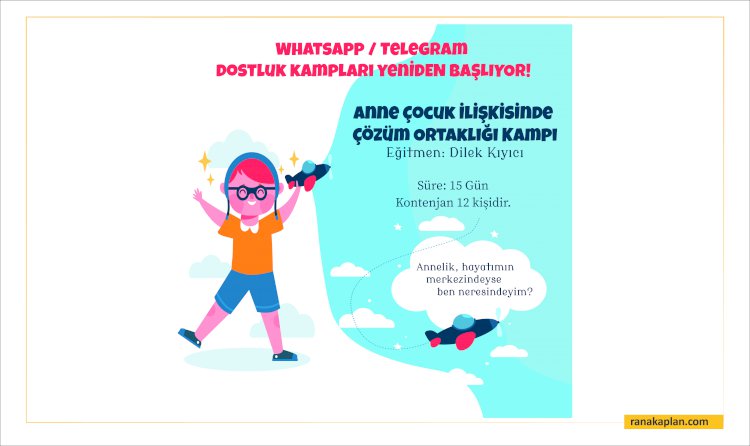 WHATSAPP / TELEGRAM
DOSTLUK KAMPLARI YENİDEN BAŞLIYOR!
ANNE ÇOCUK İLİŞKİSİNDE
ÇÖZÜM ORTAKLIĞI KAMPI
Eğitmen: Dilek Kıyıcı
Süre: 15 Gün
Kontenjan 12 kişidir.
Annelik, hayatımın
merkezindeyse
ben neresindeyim?
ranakaplan.com